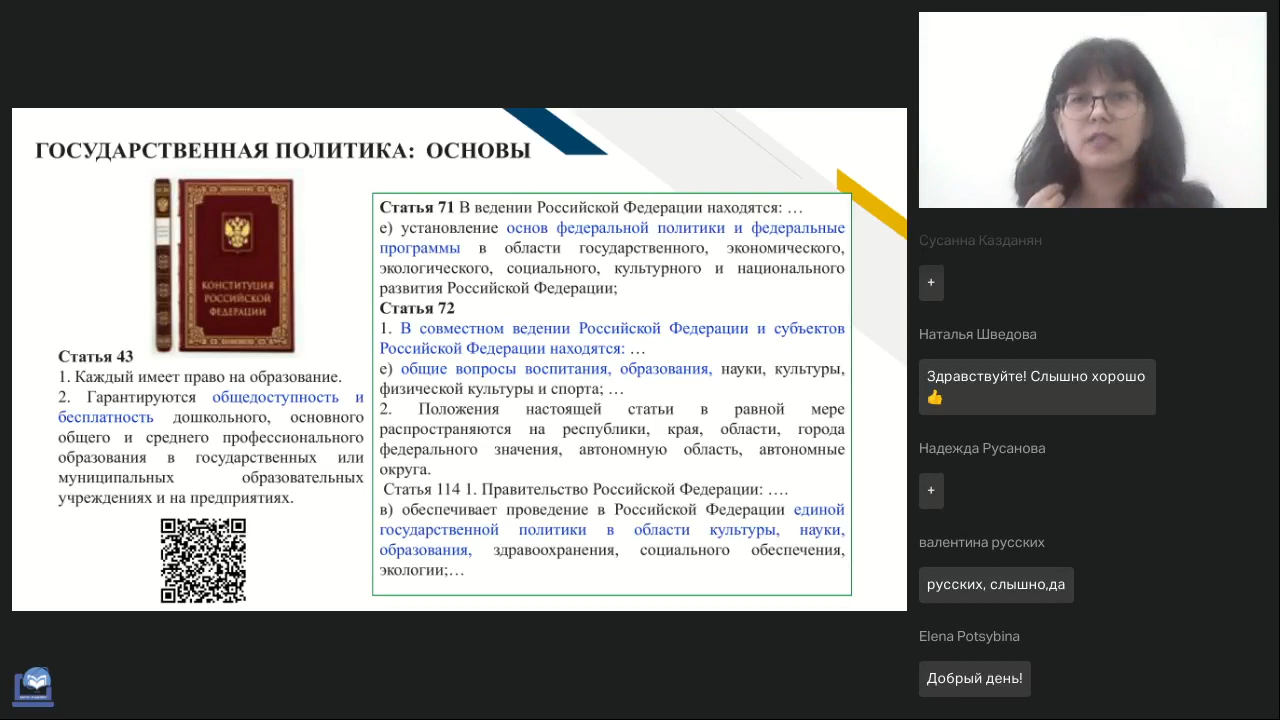 ГОСУДАРСТВЕННАЯ ПОЛИТИКА: ОСНОВЫ
КОНСТИТУЦИЯ
РОССИЙСКОЙ
ФЕДЕРАЦИИ
Статья 43
1. Каждый имеет право на образование.
2. Гарантируются общедоступность и
бесплатность дошкольного, основного
общего и среднего профессионального
образования в государственных или
муниципальных образовательных
учреждениях и на предприятиях.
Статья 71 В ведении Российской Федерации находятся: …
е) установление основ федеральной политики и федеральные
программы в области государственного, экономического,
экологического, социального, культурного и национального
развития Российской Федерации;
Статья 72
1. В совместном ведении Российской Федерации и субъектов
Российской Федерации находятся: …
е) общие вопросы воспитания, образования, науки, культуры,
физической культуры и спорта; …
2. Положения настоящей статьи в равной мере
распространяются на республики, края, области, города
федерального значения, автономную область, автономные
округа.
Статья 114 1. Правительство Российской Федерации: ….
в) обеспечивает проведение в Российской Федерации единой
государственной политики в области культуры, науки,
образования, здравоохранения, социального обеспечения,
экологии;…
Сусанна Казданян
+
Наталья Шведова
Здравствуйте! Слышно хорошо
👍
Надежда Русанова
+
валентина русских
русских, слышно,да
Elena Potsybina
Добрый день!